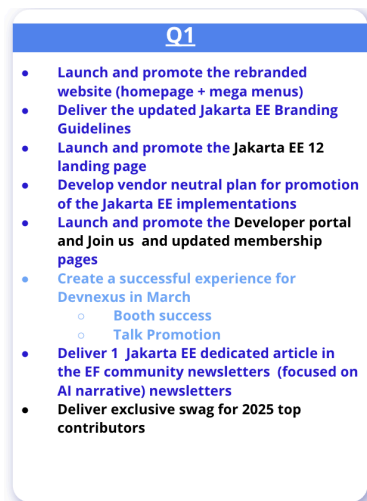 Q1
● Launch and promote the rebranded
website (homepage + mega menus)
● Deliver the updated Jakarta EE Branding
Guidelines
● Launch and promote the Jakarta EE 12
landing page
● Develop vendor neutral plan for promotion
of the Jakarta EE implementations
● Launch and promote the Developer portal
and Join us and updated membership
pages
● Create a successful experience for
Devnexus in March
○ Booth success
○ Talk Promotion
● Deliver 1 Jakarta EE dedicated article in
the EF community newsletters (focused on
AI narrative) newsletters
● Deliver exclusive swag for 2025 top
contributors